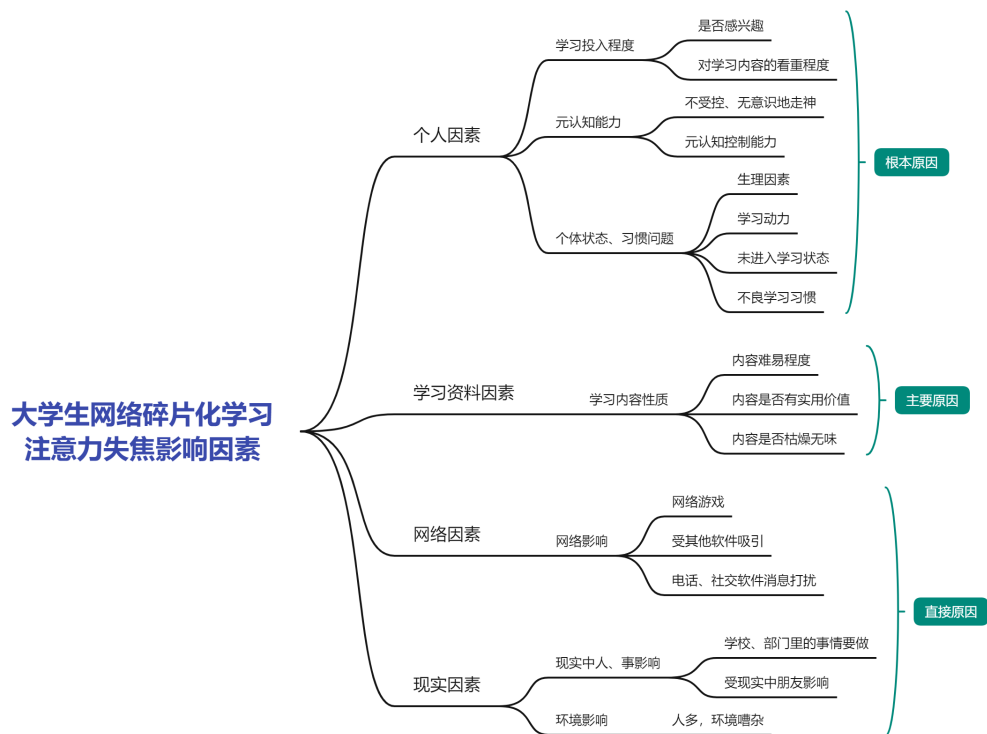 大学生网络碎片化学习
注意力失焦影响因素
个人因素
学习投入程度
是否感兴趣
对学习内容的看重程度
元认知能力
不受控、无意识地走神
元认知控制能力
个体状态、习惯问题
生理因素
学习动力
未进入学习状态
不良学习习惯
根本原因
学习资料因素
学习内容性质
内容难易程度
内容是否有实用价值
内容是否枯燥无味
主要原因
网络因素
网络影响
网络游戏
受其他软件吸引
电话、社交软件消息打扰
现实因素
现实中人、事影响
学校、部门里的事情要做
受现实中朋友影响
环境影响
人多，环境嘈杂
直接原因